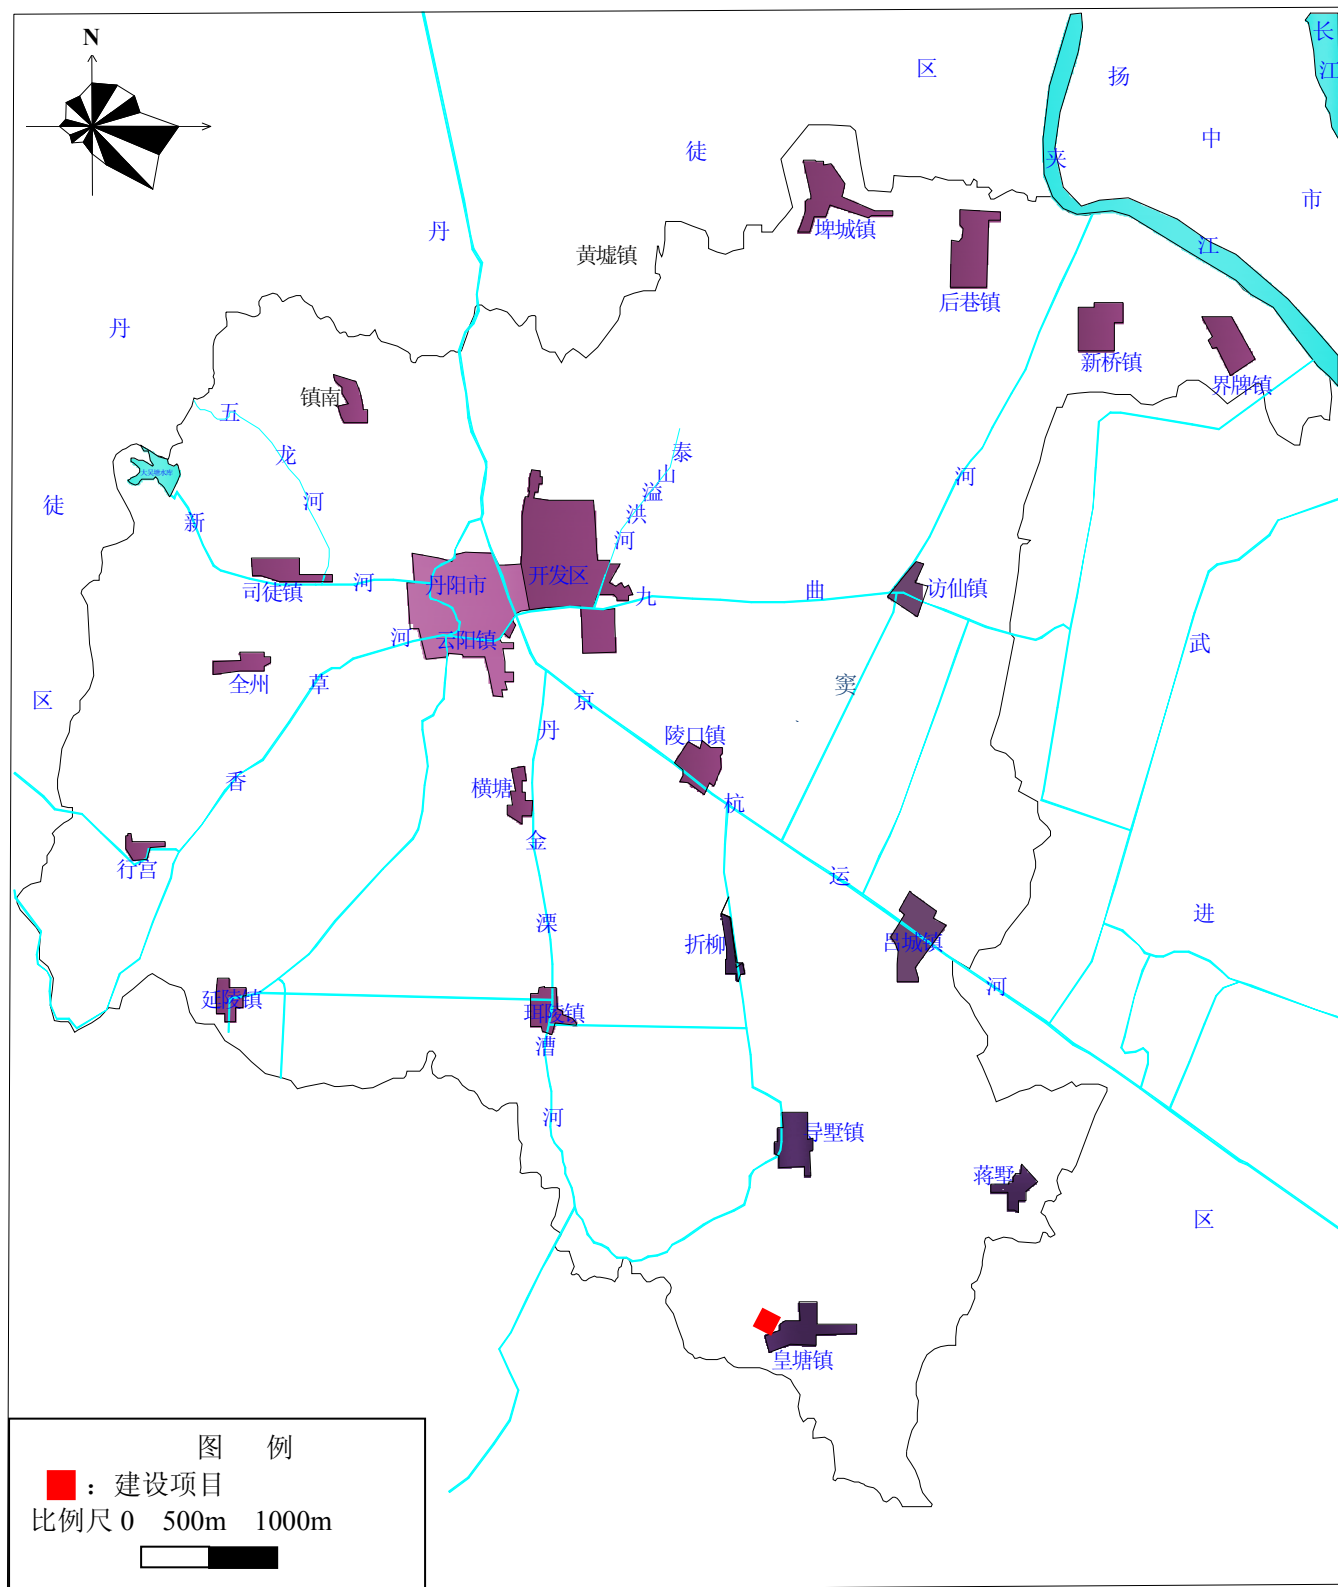 N
长
江
区
扬
中
市
徒
夹
江
丹
埤城镇
黄墟镇
后巷镇
丹
新桥镇
界牌镇
镇南
五
龙
河
泰
山
溢
洪
河
大吴塘水库
徒
新
河
河
司徒镇
丹阳市
开发区
九
曲
访仙镇
河
云阳镇
武
全州
草
窦
区
京
丹
陵口镇
香
横塘
杭
金
行宫
运
溧
折柳
吕城镇
进
河
延陵镇
珥陵镇
漕
河
导墅镇
蒋墅
区
皇塘镇
图 例
：建设项目
比例尺 0 500m 1000m